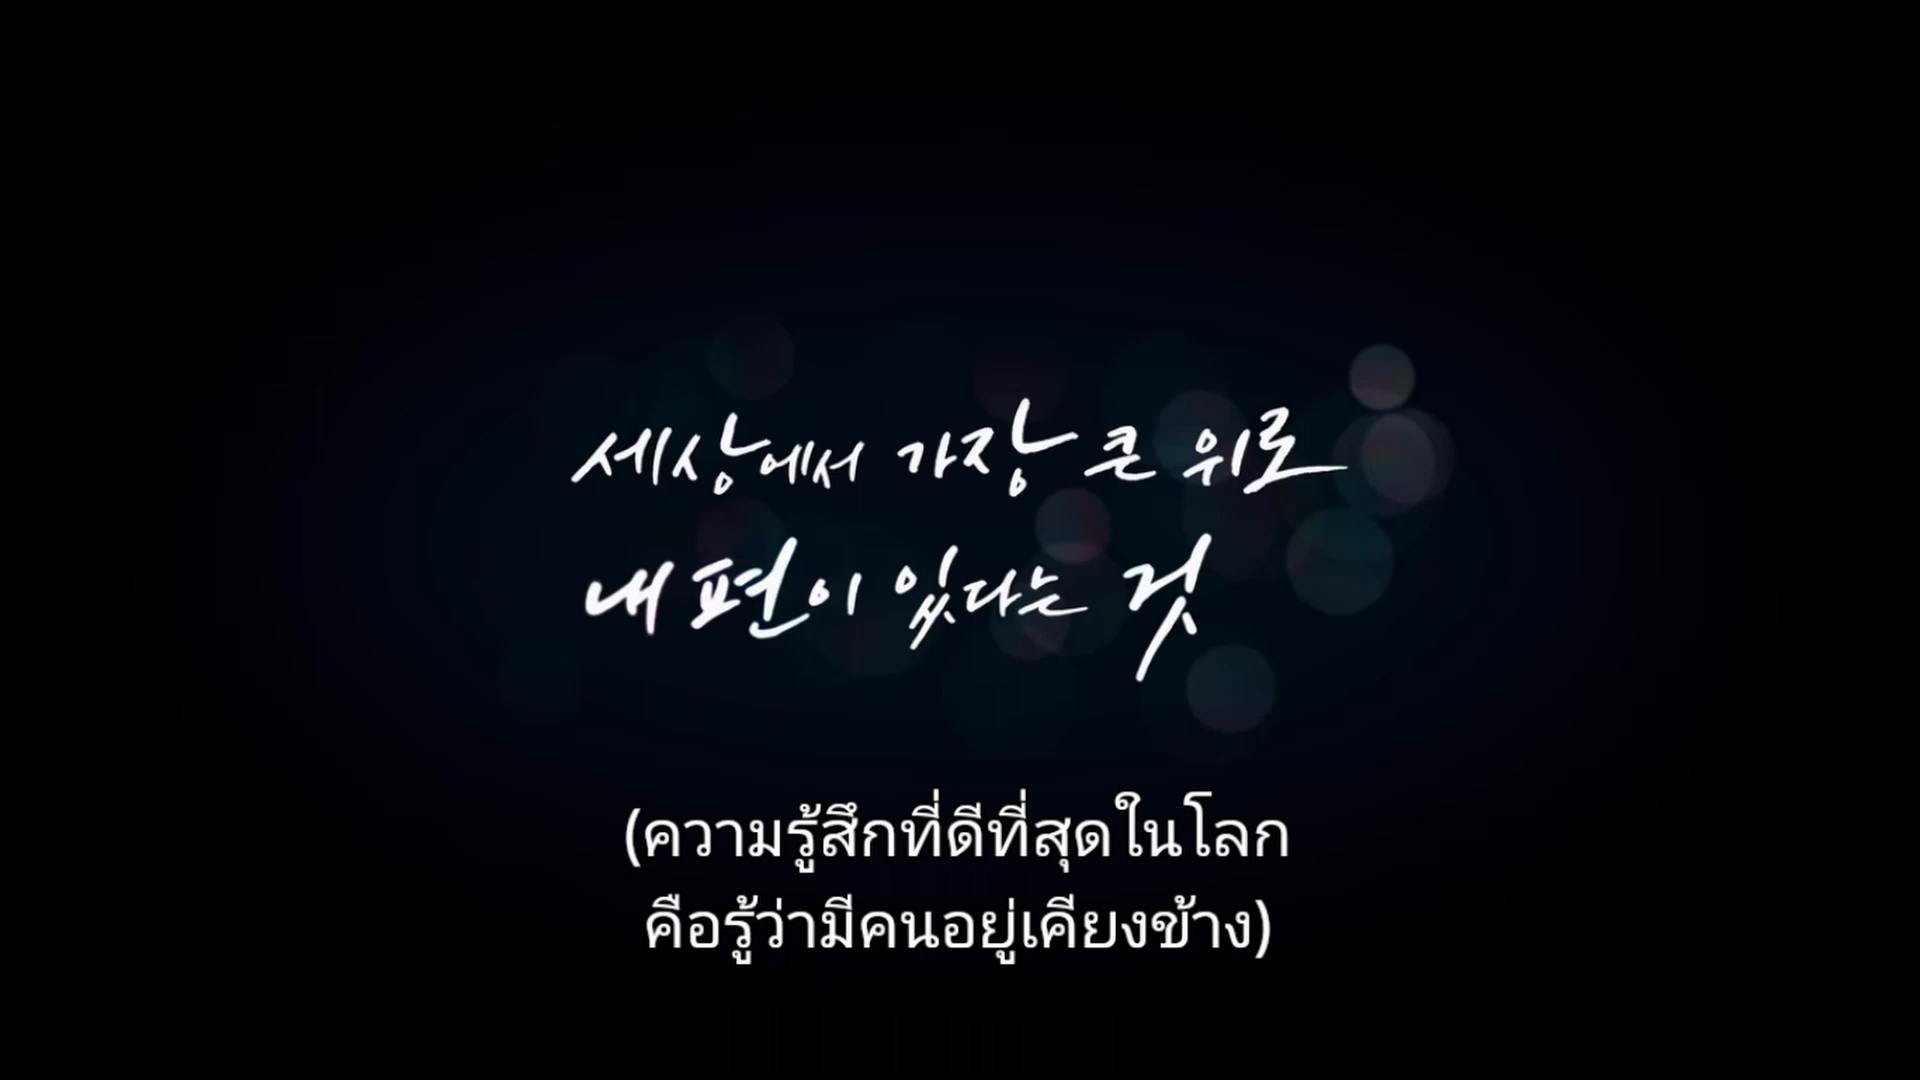 세상에서 가장 큰 위로
내 편이 있다는 것
(ความรู้สึกที่ดีที่สุดในโลก
คือรู้ว่ามีคนอยู่เคียงข้าง)